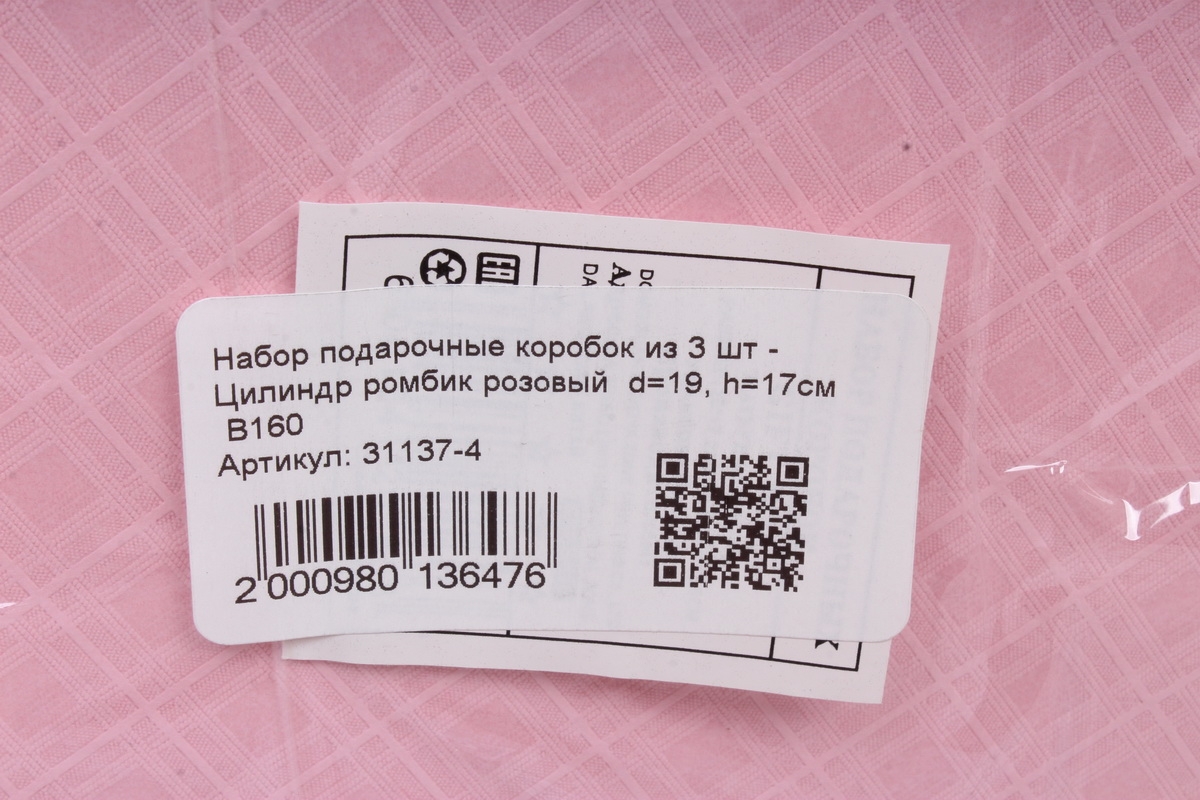 Набор подарочные коробок из 3 шт -
Цилиндр ромбик розовый d=19, h=17см
B160
Артикул: 31137-4
2 000980 136476